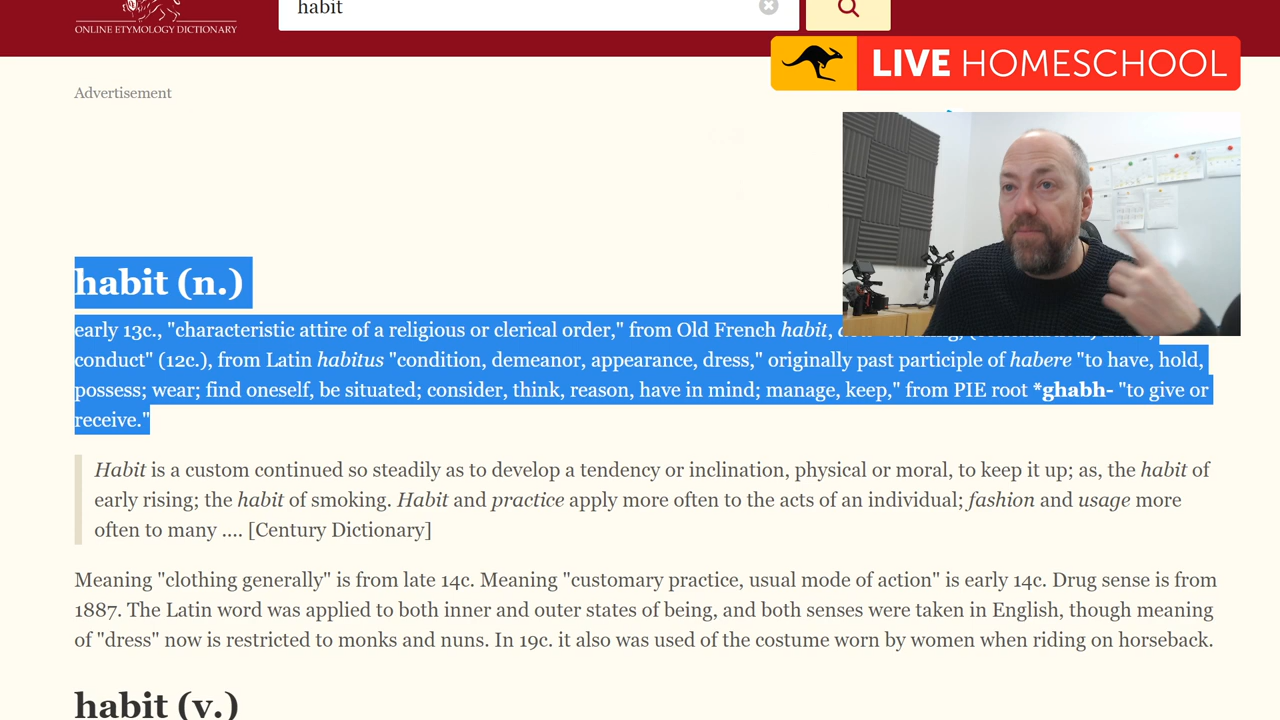 ONLINE ETYMOLOGY DICTIONARY
habit
LIVE HOMESCHOOL
Advertisement
habit (n.)
early 13c., "characteristic attire of a religious or clerical order," from Old French habit,
conduct" (12c.), from Latin habitus "condition, demeanor, appearance, dress," originally past participle of habere "to have, hold,
possess; wear; find oneself, be situated; consider, think, reason, have in mind; manage, keep," from PIE root *ghabh- "to give or
receive."
Habit is a custom continued so steadily as to develop a tendency or inclination, physical or moral, to keep it up; as, the habit of
early rising; the habit of smoking. Habit and practice apply more often to the acts of an individual; fashion and usage more
often to many .... [Century Dictionary]
Meaning "clothing generally" is from late 14c. Meaning "customary practice, usual mode of action" is early 14c. Drug sense is from
1887. The Latin word was applied to both inner and outer states of being, and both senses were taken in English, though meaning
of "dress" now is restricted to monks and nuns. In 19c. it also was used of the costume worn by women when riding on horseback.
habit (v.)